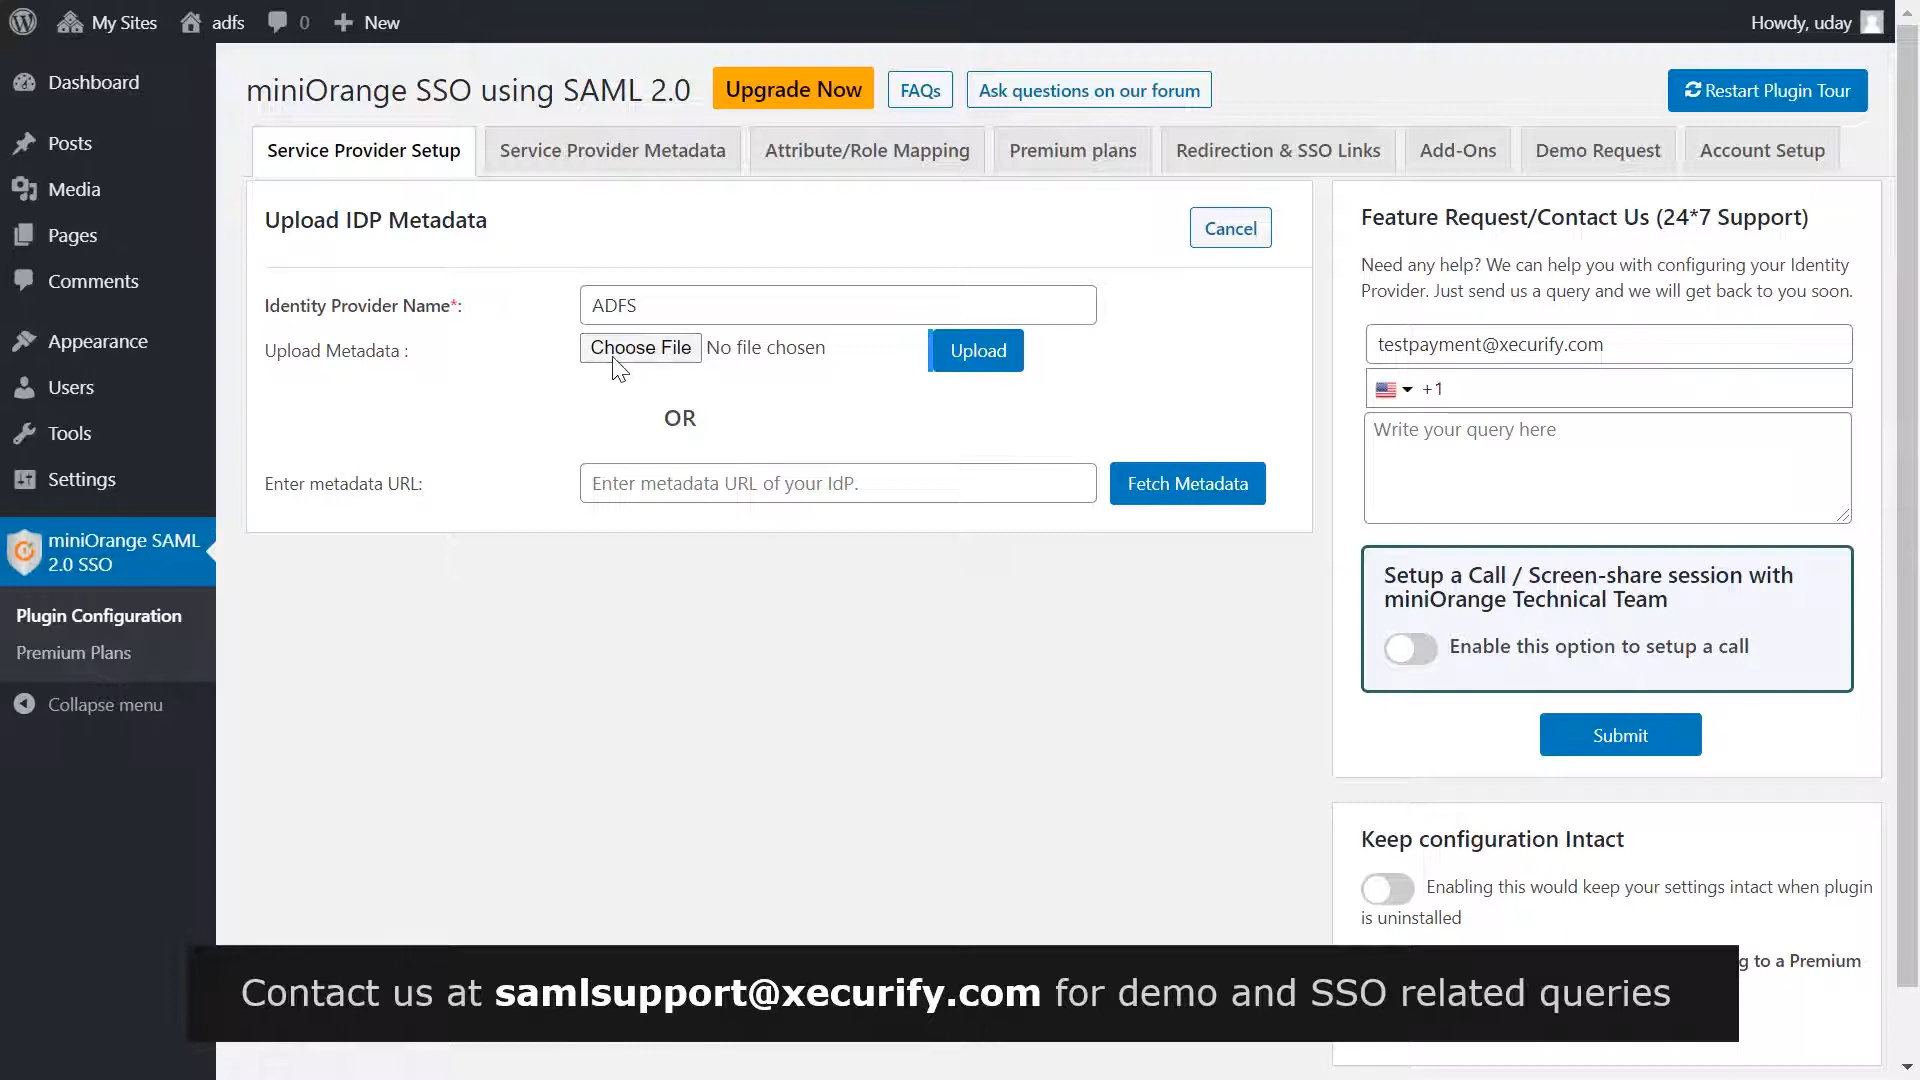 My Sites
adfs
0
New
Howdy, uday
Dashboard
Posts
Media
Pages
Comments
Appearance
Users
Tools
Settings
miniOrange SAML
2.0 SSO
Plugin Configuration
Premium Plans
Collapse menu
miniOrange SSO using SAML 2.0
Upgrade Now
FAQs
Ask questions on our forum
Restart Plugin Tour
Service Provider Setup
Service Provider Metadata
Attribute/Role Mapping
Premium plans
Redirection & SSO Links
Add-Ons
Demo Request
Account Setup
Upload IDP Metadata
Cancel
Identity Provider Name*:
ADFS
Upload Metadata :
Choose File No file chosen
Upload
OR
Enter metadata URL:
Enter metadata URL of your IdP.
Fetch Metadata
Feature Request/Contact Us (24*7 Support)
Need any help? We can help you with configuring your Identity
Provider. Just send us a query and we will get back to you soon.
testpayment@xecurify.com
+1
Write your query here
Setup a Call / Screen-share session with
miniOrange Technical Team
Enable this option to setup a call
Submit
Keep configuration Intact
Enabling this would keep your settings intact when plugin
is uninstalled
g to a Premium
Contact us at samlsupport@xecurify.com for demo and SSO related queries